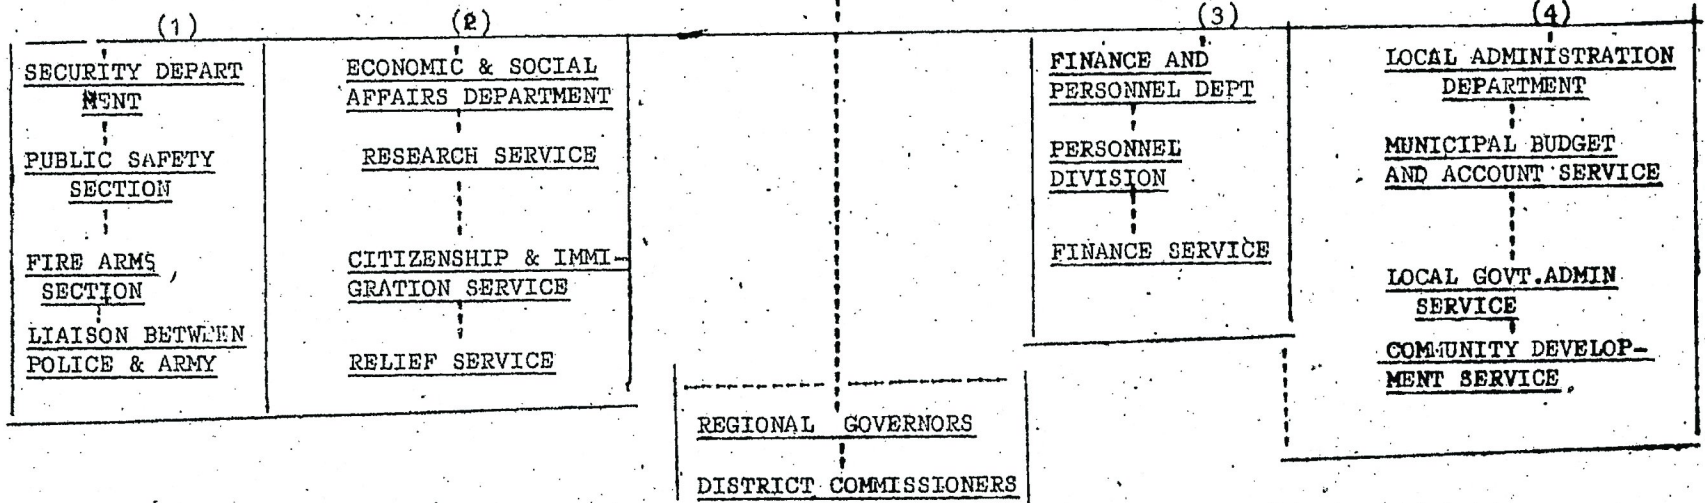 (1)
SECURITY DEPART
MENT
PUBLIC SAFETY
SECTION
FIRE ARMS
SECTION
LIAISON BETWEEN
POLICE & ARMY
(2)
ECONOMIC & SOCIAL
AFFAIRS DEPARTMENT
RESEARCH SERVICE
CITIZENSHIP & IMMI-
GRATION SERVICE
RELIEF SERVICE
REGIONAL GOVERNORS
DISTRICT COMMISSIONERS
(3)
FINANCE AND
PERSONNEL DEPT
PERSONNEL
DIVISION
FINANCE SERVICE
(4)
LOCAL ADMINISTRATION
DEPARTMENT
MUNICIPAL BUDGET
AND ACCOUNT SERVICE
LOCAL GOVT.ADMIN
SERVICE
COMMUNITY DEVELOP-
MENT SERVICE.